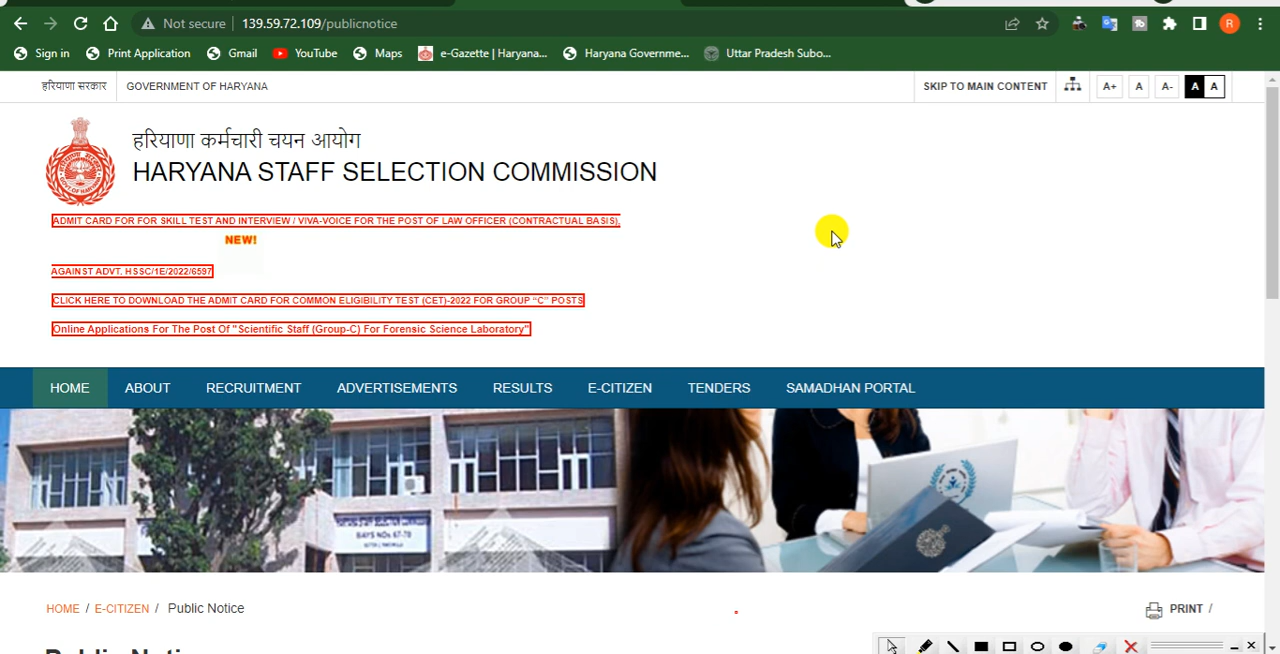 Not secure 139.59.72.109/publicnotice
R
Sign in Print Application Gmail YouTube Maps e-Gazette | Haryana... Haryana Governme... Uttar Pradesh Subo...
हरियाणा सरकार GOVERNMENT OF HARYANA SKIP TO MAIN CONTENT A+ A A- A A
हरियाणा कर्मचारी चयन आयोग
HARYANA STAFF SELECTION COMMISSION
ADMIT CARD FOR FOR SKILL TEST AND INTERVIEW / VIVA-VOICE FOR THE POST OF LAW OFFICER (CONTRACTUAL BASIS),
NEW!
AGAINST ADVT. HSSC/1E/2022/6597
CLICK HERE TO DOWNLOAD THE ADMIT CARD FOR COMMON ELIGIBILITY TEST (CET)-2022 FOR GROUP “C” POSTS
Online Applications For The Post Of "Scientific Staff (Group-C) For Forensic Science Laboratory"
HOME ABOUT RECRUITMENT ADVERTISEMENTS RESULTS E-CITIZEN TENDERS SAMADHAN PORTAL
BAYS NOs 67-70
HOME / E-CITIZEN / Public Notice PRINT /